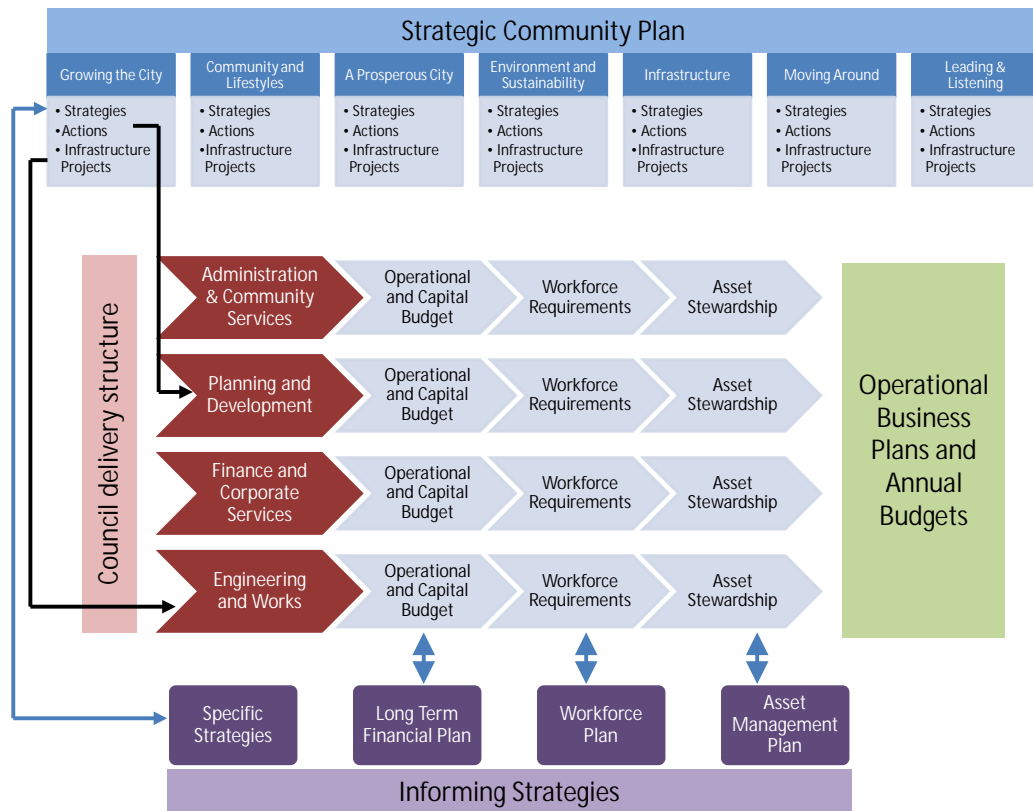 Strategic Community Plan
Growing the City
• Strategies
• Actions
• Infrastructure
Projects
Community and
Lifestyles
• Strategies
• Actions
•Infrastructure
Projects
A Prosperous City
• Strategies
• Actions
• Infrastructure
Projects
Environment and
Sustainability
• Strategies
• Actions
• Infrastructure
Projects
Infrastructure
• Strategies
• Actions
• Infrastructure
Projects
Moving Around
• Strategies
• Actions
• Infrastructure
Projects
Leading &
Listening
• Strategies
• Actions
• Infrastructure
Projects
Council delivery structure
Administration
& Community
Services
Operational
and Capital
Budget
Workforce
Requirements
Asset
Stewardship
Planning and
Development
Operational
and Capital
Budget
Workforce
Requirements
Asset
Stewardship
Finance and
Corporate
Services
Operational
and Capital
Budget
Workforce
Requirements
Asset
Stewardship
Engineering
and Works
Operational
and Capital
Budget
Workforce
Requirements
Asset
Stewardship
Operational
Business
Plans and
Annual
Budgets
Specific
Strategies
Long Term
Financial Plan
Workforce
Plan
Asset
Management
Plan
Informing Strategies